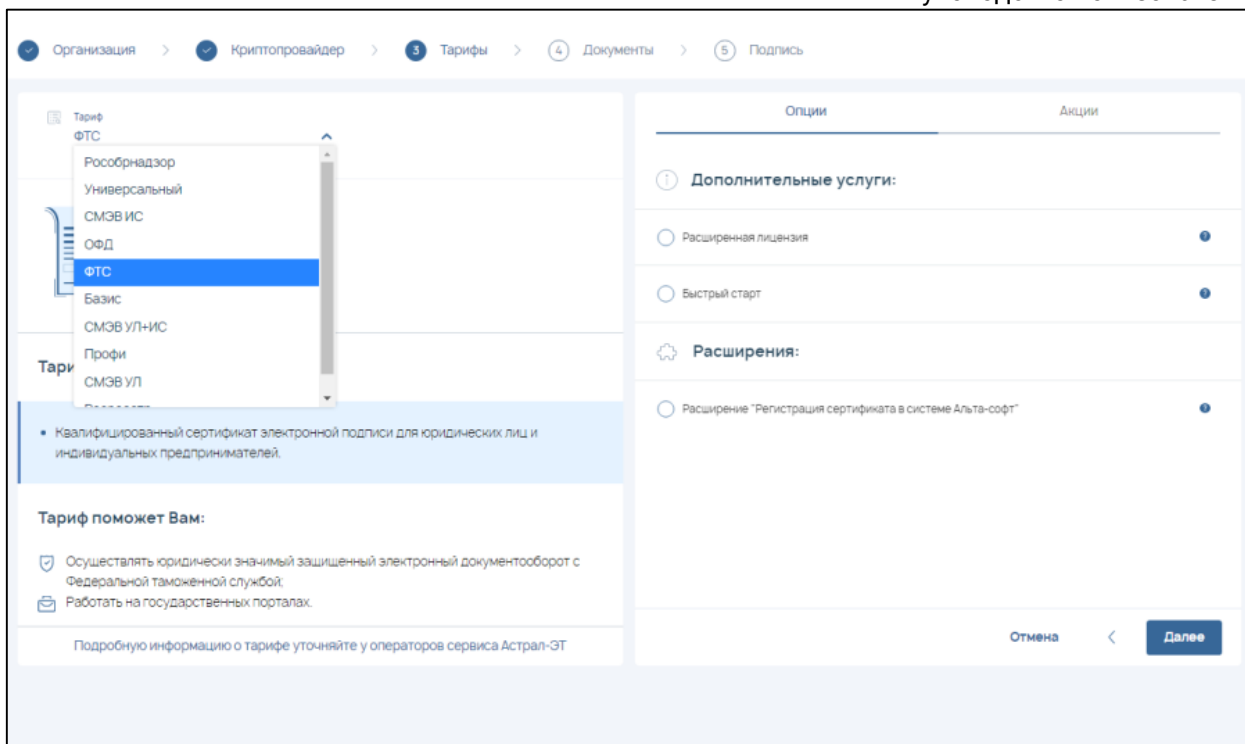 Организация > Криптопровайдер > 3 Тарифы > 4 Документы > 5 Подпись
Тариф
ФТС
Рособрнадзор
Универсальный
СМЭВ ИС
ОФД
ФТС
Базис
СМЭВ УЛ+ИС
Профи
СМЭВ УЛ
Тари
• Квалифицированный сертификат электронной подписи для юридических лиц и
индивидуальных предпринимателей.
Тариф поможет Вам:
Осуществлять юридически значимый защищенный электронный документооборот с
Федеральной таможенной службой;
Работать на государственных порталах.
Подробную информацию о тарифе уточняйте у операторов сервиса Астрал-ЭТ
Опции Акции
Дополнительные услуги:
Расширенная лицензия
Быстрый старт
Расширения:
Расширение "Регистрация сертификата в системе Альта-софт"
Отмена < Далее